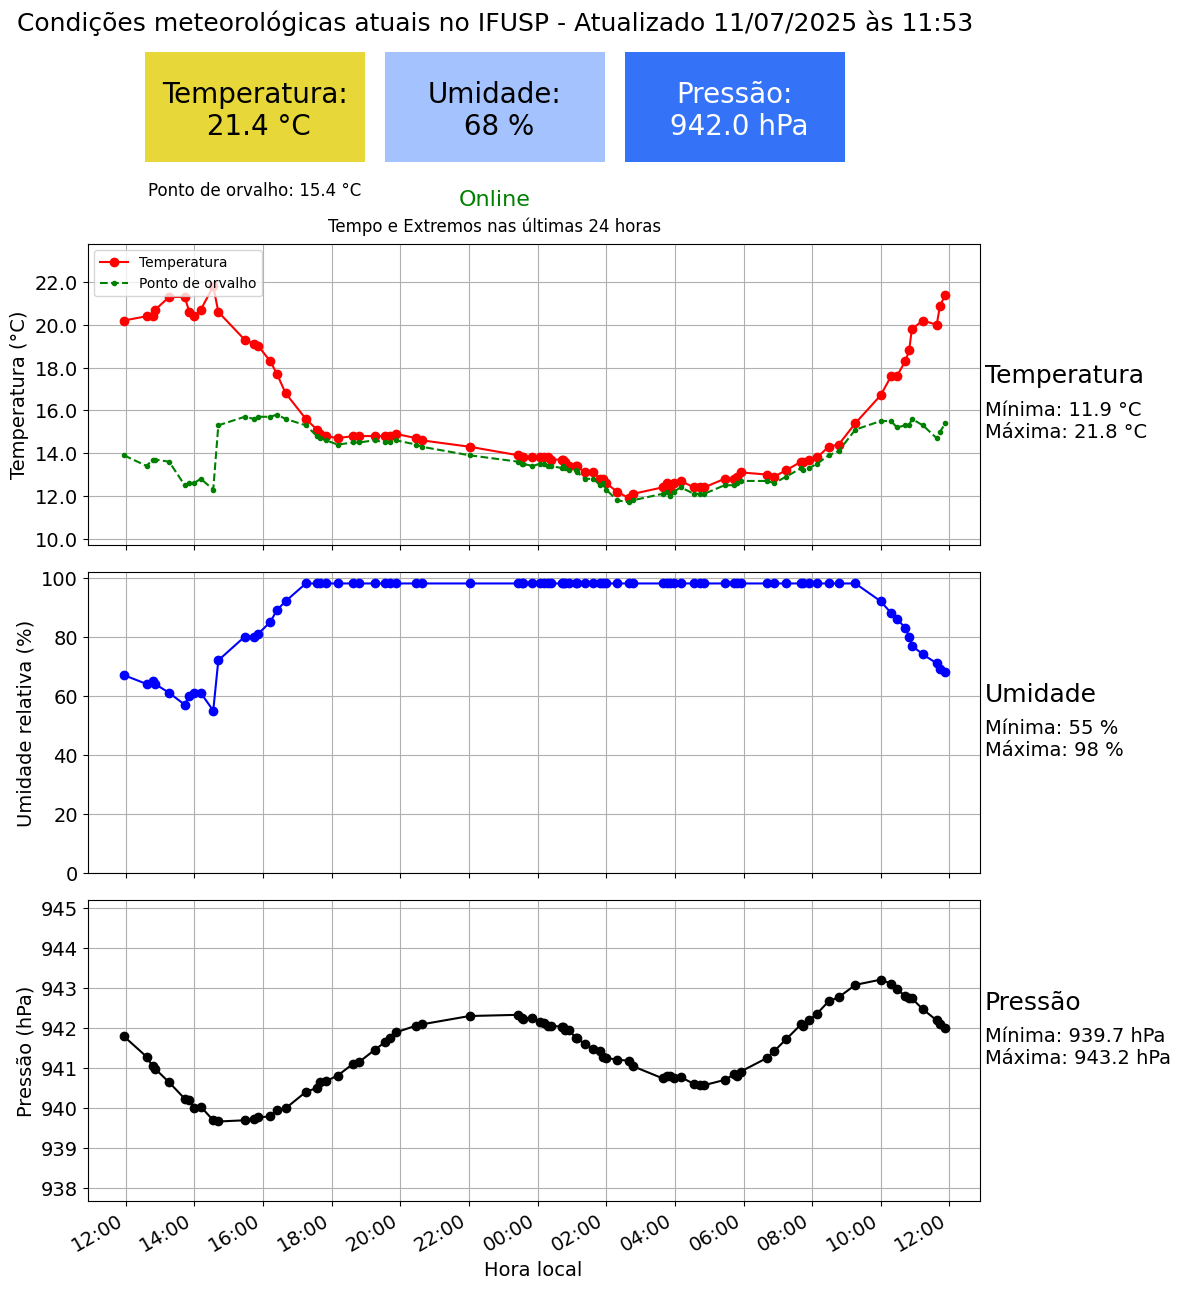 Condições meteorológicas atuais no IFUSP - Atualizado 11/07/2025 às 11:53
Temperatura:
21.4 °C
Umidade:
68 %
Pressão:
942.0 hPa
Ponto de orvalho: 15.4 °C
Online
Tempo e Extremos nas últimas 24 horas
Temperatura
Ponto de orvalho
Temperatura (°C)
22.0
20.0
18.0
16.0
14.0
12.0
10.0
Temperatura
Mínima: 11.9 °C
Máxima: 21.8 °C
Umidade relativa (%)
100
80
60
40
20
0
Umidade
Mínima: 55 %
Máxima: 98 %
Pressão (hPa)
945
944
943
942
941
940
939
938
Pressão
Mínima: 939.7 hPa
Máxima: 943.2 hPa
12:00
14:00
16:00
18:00
20:00
22:00
00:00
02:00
04:00
06:00
08:00
10:00
12:00
Hora local